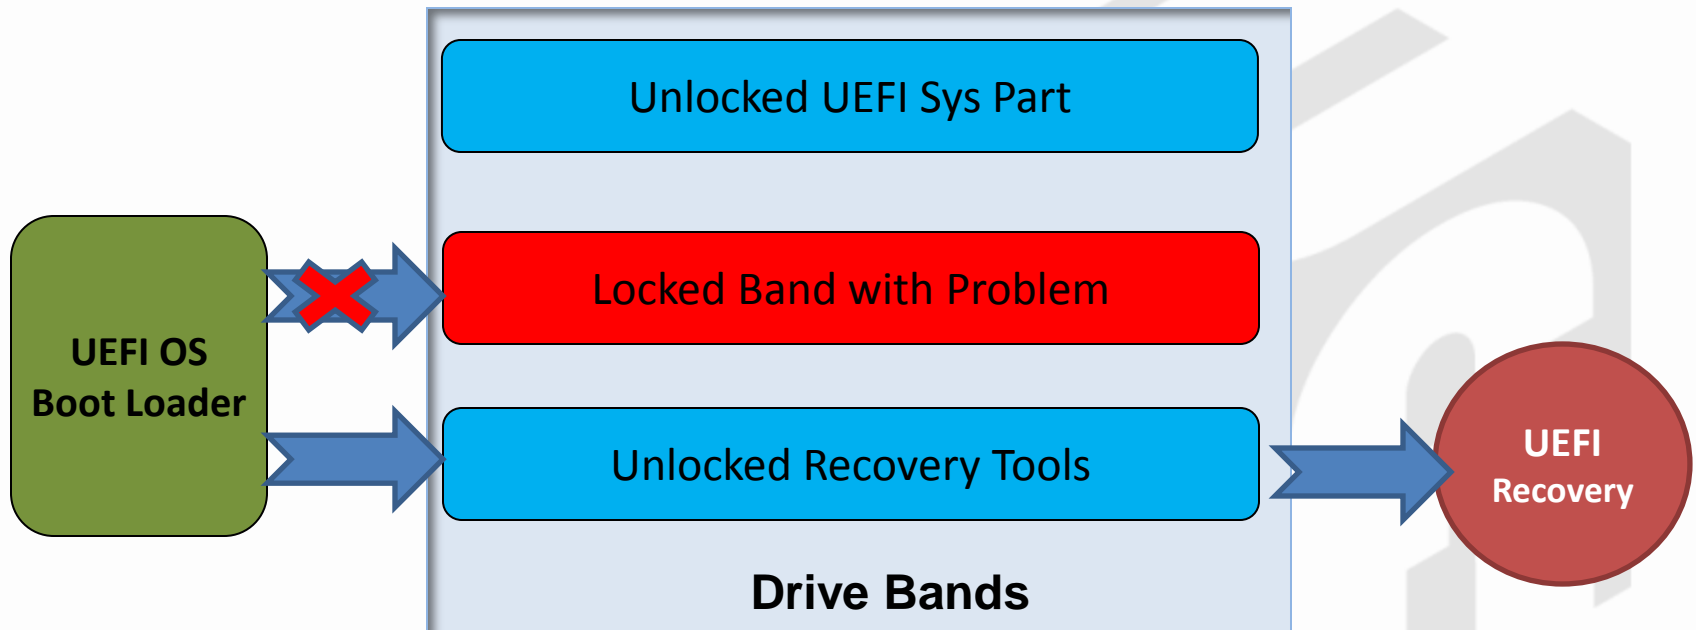 Unlocked UEFI Sys Part
Locked Band with Problem
UEFI OS
Boot Loader
Unlocked Recovery Tools
UEFI
Recovery
Drive Bands